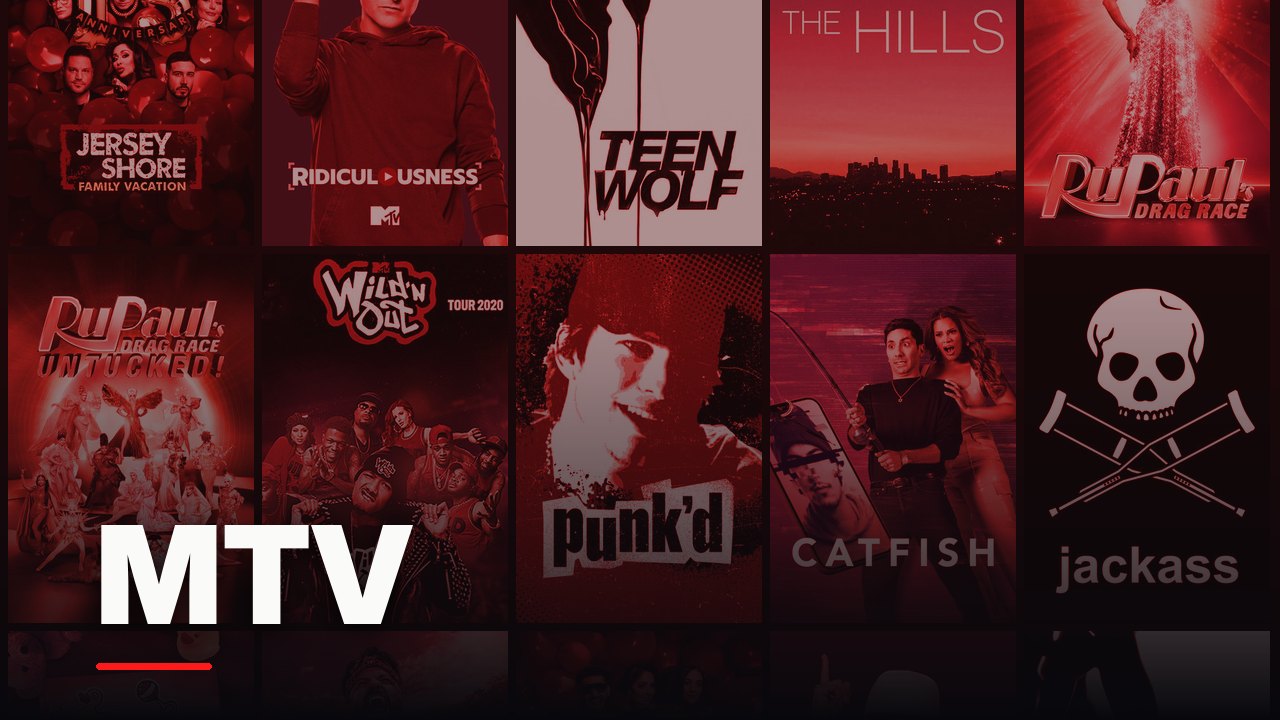 ANNIVERSARY
JERSEY
SHORE
FAMILY VACATION
RIDICULOUSNESS
MTV
TEEN
WOLF
THE HILLS
RuPaul's
DRAG RACE
RuPaul's
DRAG RACE
UNTUCKED!
WILD'N
OUT
TOUR 2020
punk'd
CATFISH
jackass
MTV